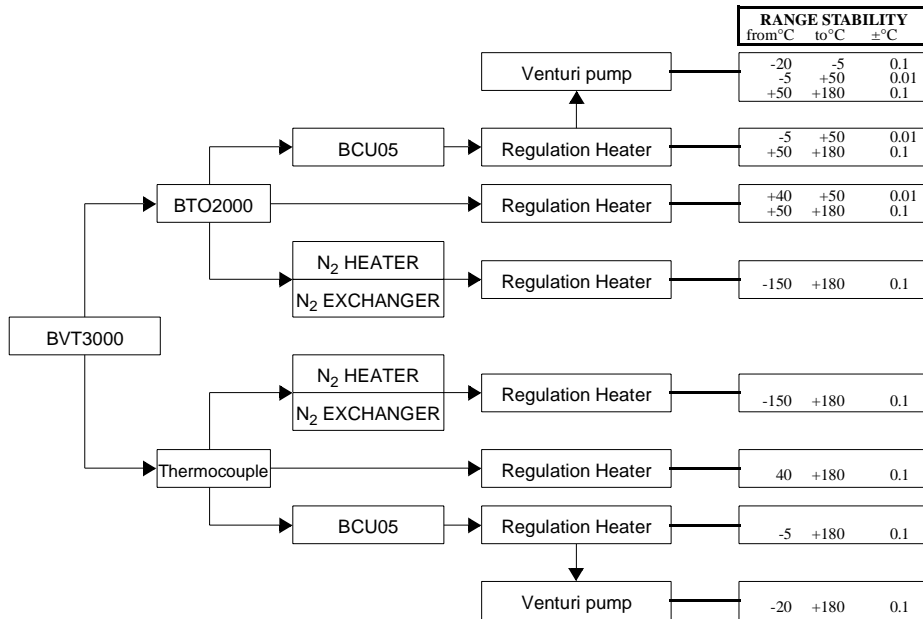 RANGE STABILITY
from°C to°C ±°C
Venturi pump
-20 -5 0.1
-5 +50 0.01
+50 +180 0.1
BCU05
Regulation Heater
-5 +50 0.01
+50 +180 0.1
BTO2000
Regulation Heater
+40 +50 0.01
+50 +180 0.1
N2 HEATER
N2 EXCHANGER
Regulation Heater
-150 +180 0.1
BVT3000
N2 HEATER
N2 EXCHANGER
Regulation Heater
-150 +180 0.1
Thermocouple
Regulation Heater
40 +180 0.1
BCU05
Regulation Heater
-5 +180 0.1
Venturi pump
-20 +180 0.1